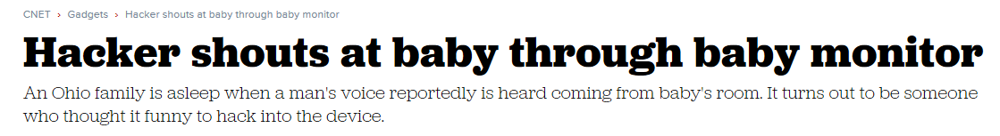 CNET › Gadgets › Hacker shouts at baby through baby monitor
Hacker shouts at baby through baby monitor
An Ohio family is asleep when a man's voice reportedly is heard coming from baby's room. It turns out to be someone
who thought it funny to hack into the device.